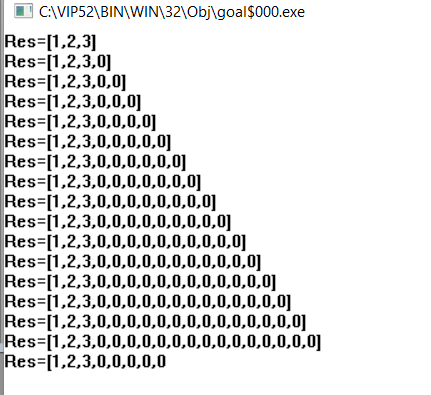 C:\VIP52\BIN\WIN\32\Obj\goal$000.exe
Res=[1,2,3]
Res=[1,2,3,0]
Res=[1,2,3,0,0]
Res=[1,2,3,0,0,0]
Res=[1,2,3,0,0,0,0]
Res=[1,2,3,0,0,0,0,0]
Res=[1,2,3,0,0,0,0,0,0]
Res=[1,2,3,0,0,0,0,0,0,0]
Res=[1,2,3,0,0,0,0,0,0,0,0]
Res=[1,2,3,0,0,0,0,0,0,0,0,0]
Res=[1,2,3,0,0,0,0,0,0,0,0,0,0]
Res=[1,2,3,0,0,0,0,0,0,0,0,0,0,0]
Res=[1,2,3,0,0,0,0,0,0,0,0,0,0,0,0]
Res=[1,2,3,0,0,0,0,0,0,0,0,0,0,0,0,0]
Res=[1,2,3,0,0,0,0,0,0,0,0,0,0,0,0,0,0]
Res=[1,2,3,0,0,0,0,0,0,0,0,0,0,0,0,0,0,0]
Res=[1,2,3,0,0,0,0,0